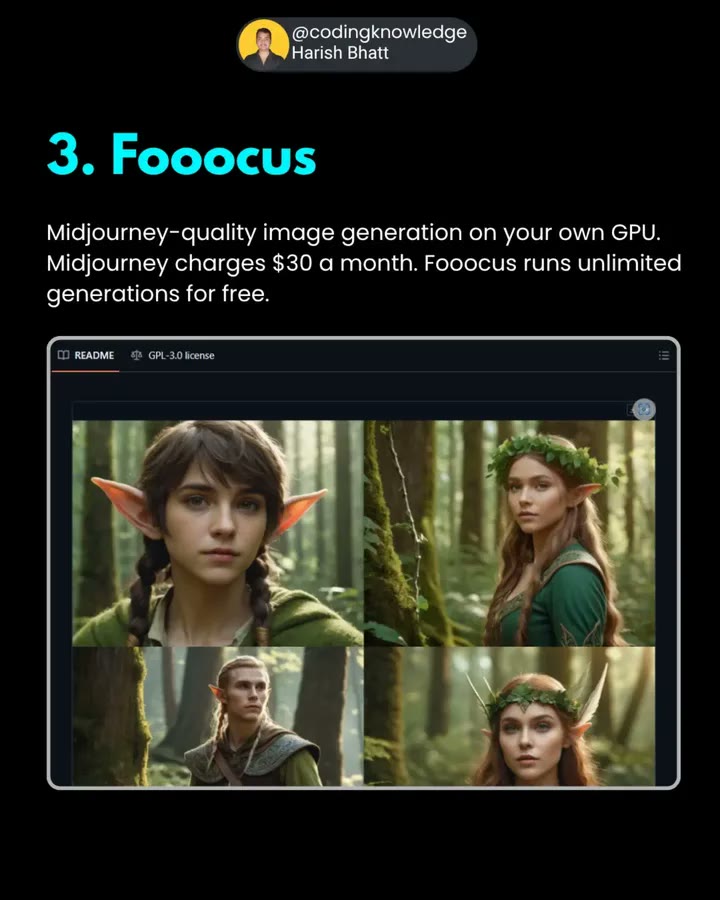 @codingknowledge
Harish Bhatt
3. Fooocus
Midjourney-quality image generation on your own GPU.
Midjourney charges $30 a month. Fooocus runs unlimited
generations for free.
README
GPL-3.0 license